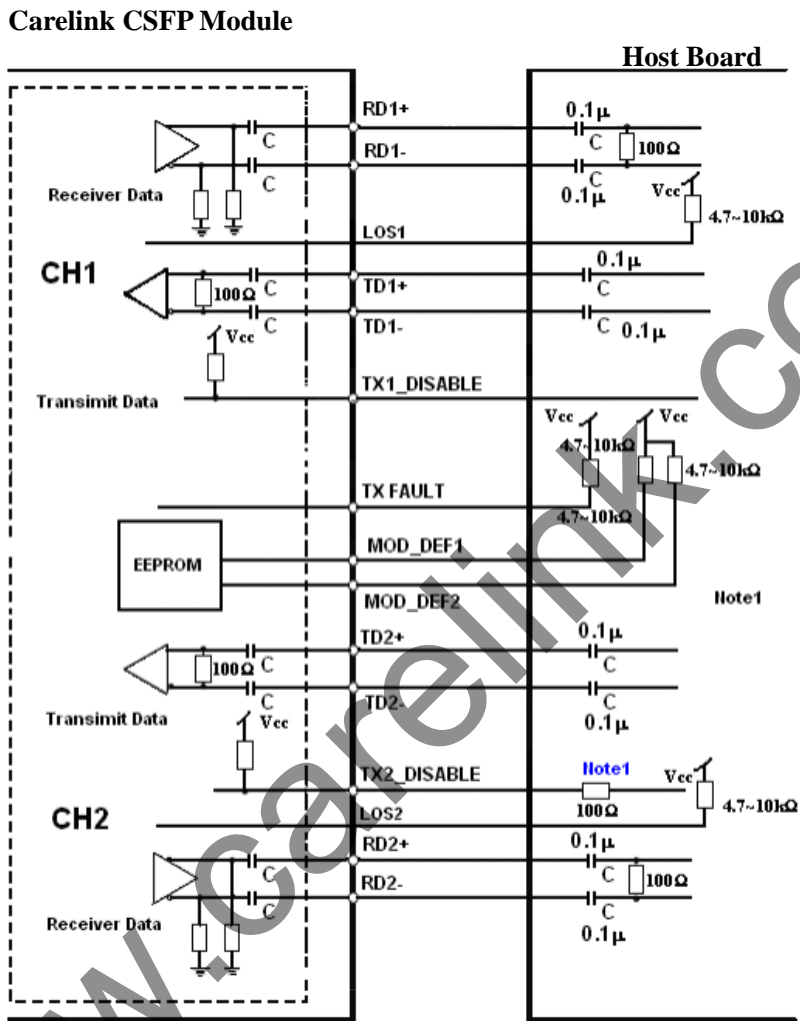 Carelink CSFP Module
Host Board
RD1+
0.1µ
C
C
100Ω
RD1-
C
C
0.1µ
Vcc
Receiver Data
4.7~10kΩ
LOS1
CH1
0.1µ
100Ω
C
TD1+
C
Vcc
C
TD1-
C
0.1µ
TX1_DISABLE
Transimit Data
Vcc
Vcc
4.7~10kΩ
4.7~10kΩ
TX FAULT
4.7~10kΩ
MOD_DEF1
EEPROM
MOD_DEF2
Note1
TD2+
0.1µ
100Ω
C
C
C
TD2-
C
0.1µ
Transimit Data
Vcc
TX2_DISABLE
Note1
Vcc
100Ω
4.7~10kΩ
CH2
LOS2
RD2+
0.1µ
C
C
100Ω
RD2-
C
C
0.1µ
Receiver Data
w.carelink.co